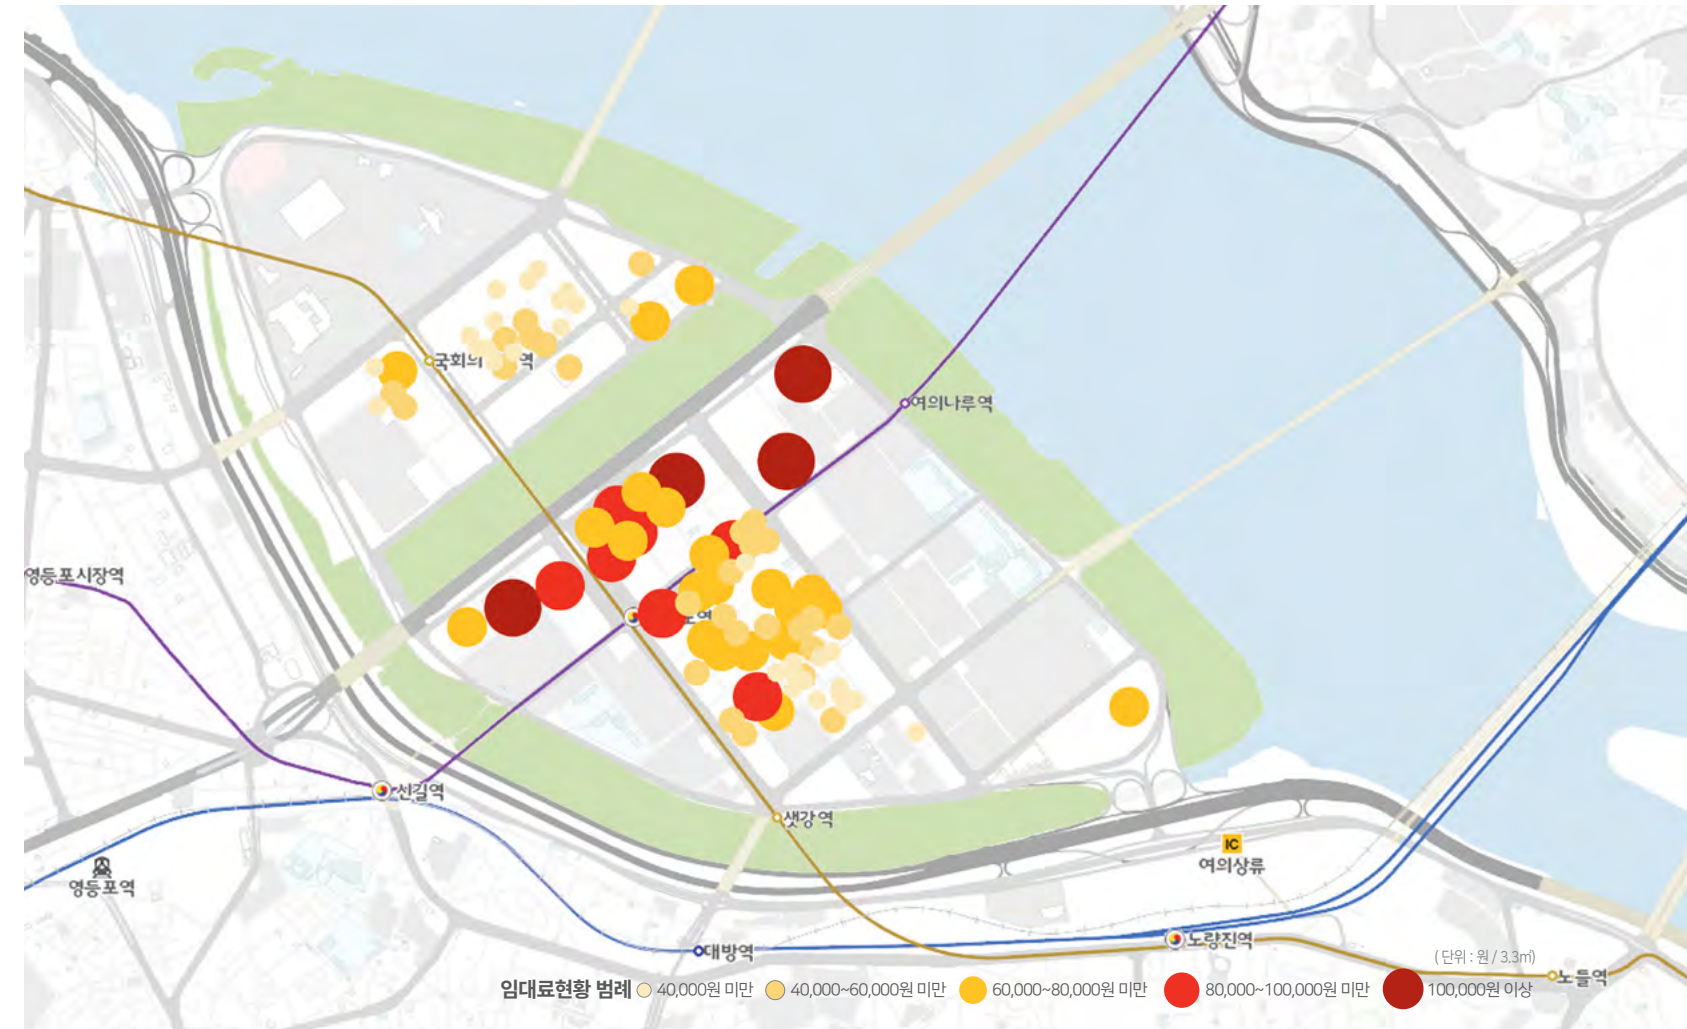 국회의 역
여의나루역
영등포시장역
신길역
샛강역
IC
여의상류
영등포역
대방역
노량진역
(단위 : 원 / 3.3㎡)
노들역
임대료현황 범례 40,000원 미만 40,000~60,000원 미만 60,000~80,000원 미만 80,000~100,000원 미만 100,000원 이상